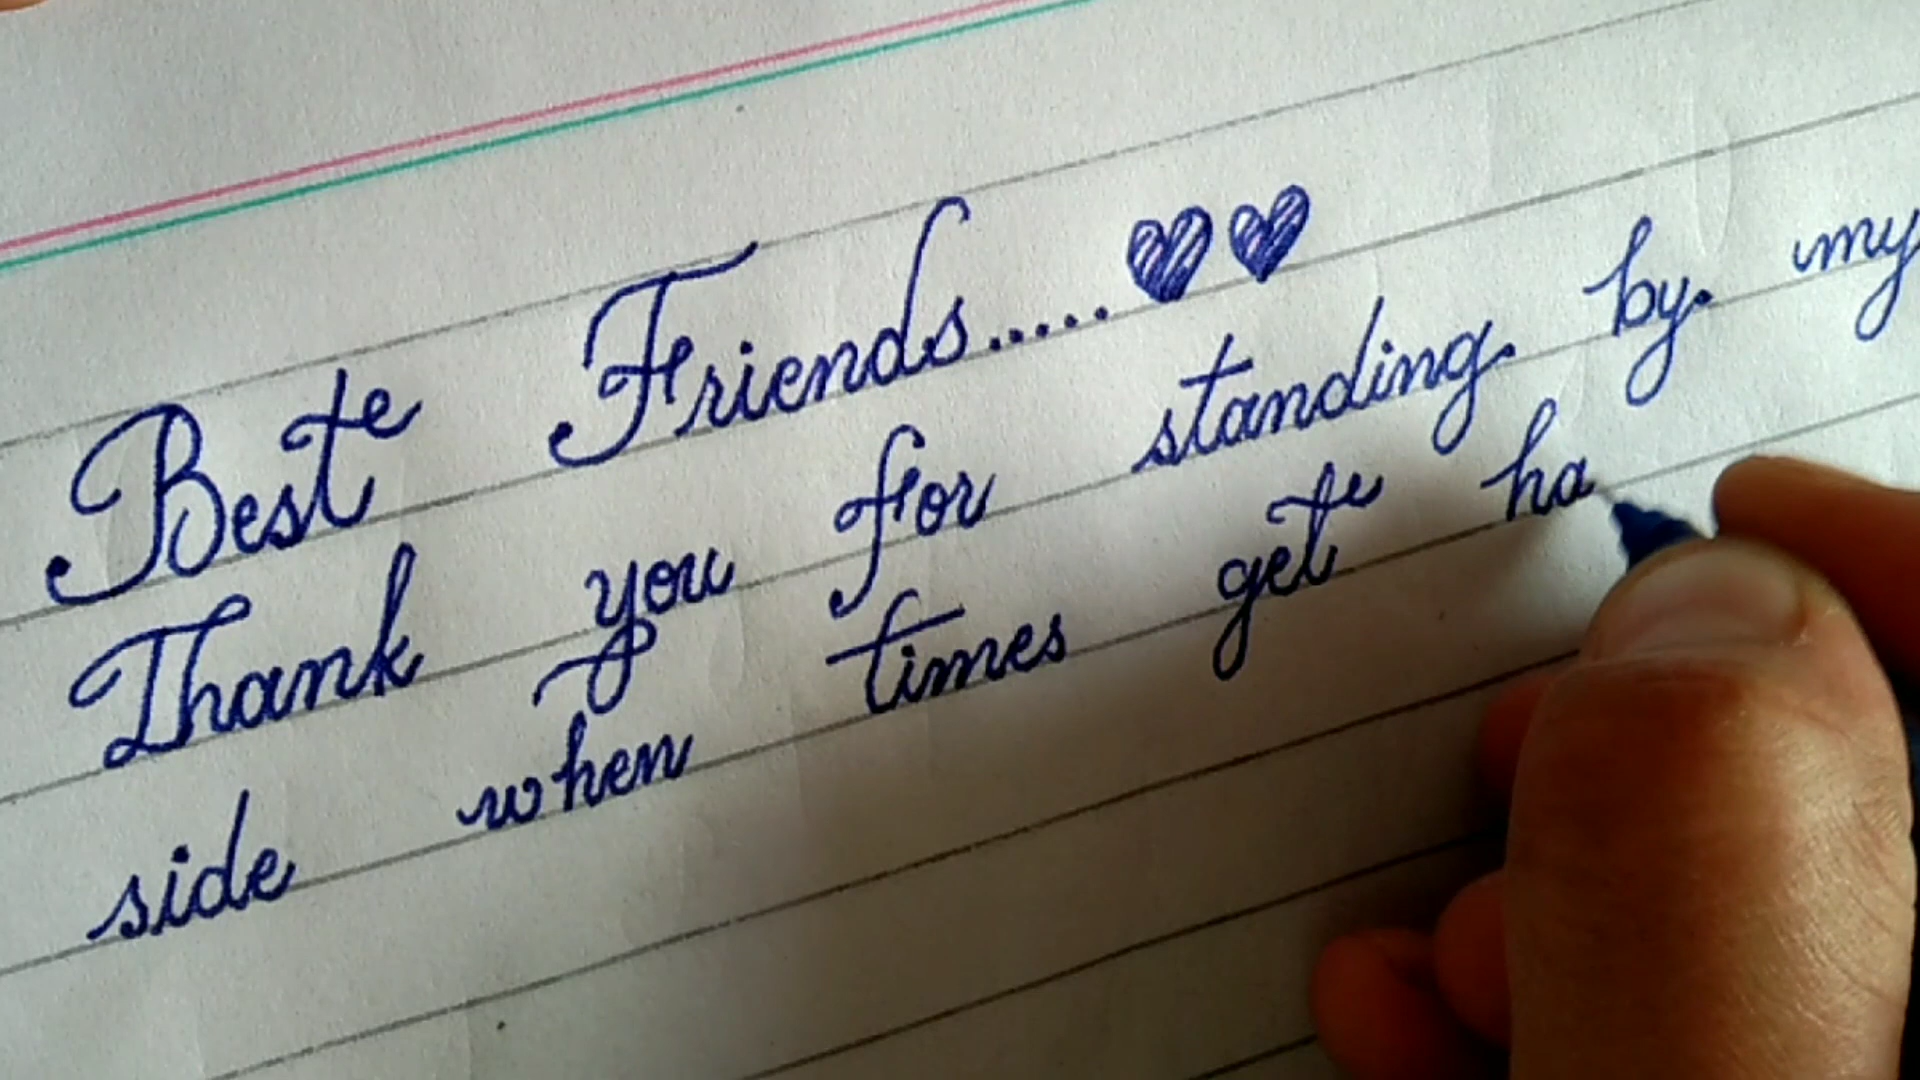 Best Friends.....♥♥
Thank you for standing by my
side when times get ha